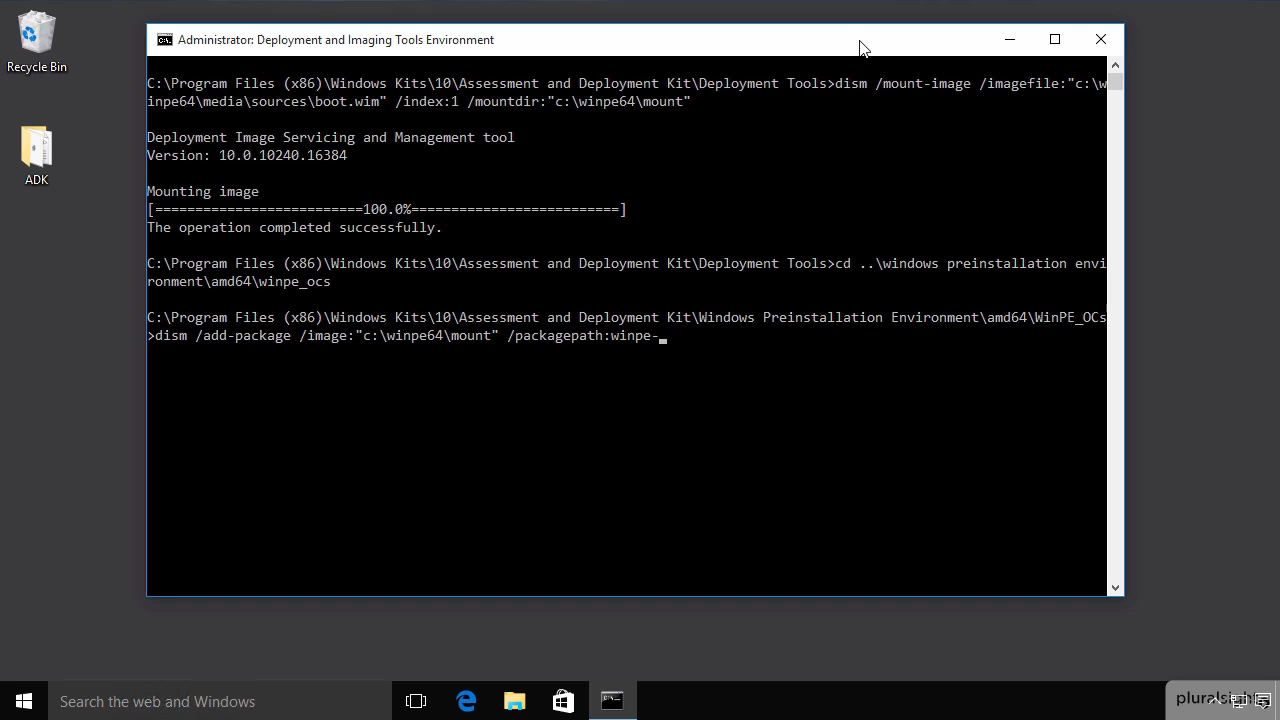 Administrator: Deployment and Imaging Tools Environment
Recycle Bin
ADK
C:\Program Files (x86)\Windows Kits\10\Assessment and Deployment Kit\Deployment Tools>dism /mount-image /imagefile:"c:\w
inpe64\media\sources\boot.wim" /index:1 /mountdir:"c:\winpe64\mount"
Deployment Image Servicing and Management tool
Version: 10.0.10240.16384
Mounting image
[==========================100.0%==========================]
The operation completed successfully.
C:\Program Files (x86)\Windows Kits\10\Assessment and Deployment Kit\Deployment Tools>cd ..\windows preinstallation envi
ronment\amd64\winpe_ocs
C:\Program Files (x86)\Windows Kits\10\Assessment and Deployment Kit\Windows Preinstallation Environment\amd64\WinPE_OCs
>dism /add-package /image:"c:\winpe64\mount" /packagepath:winpe-_
Search the web and Windows